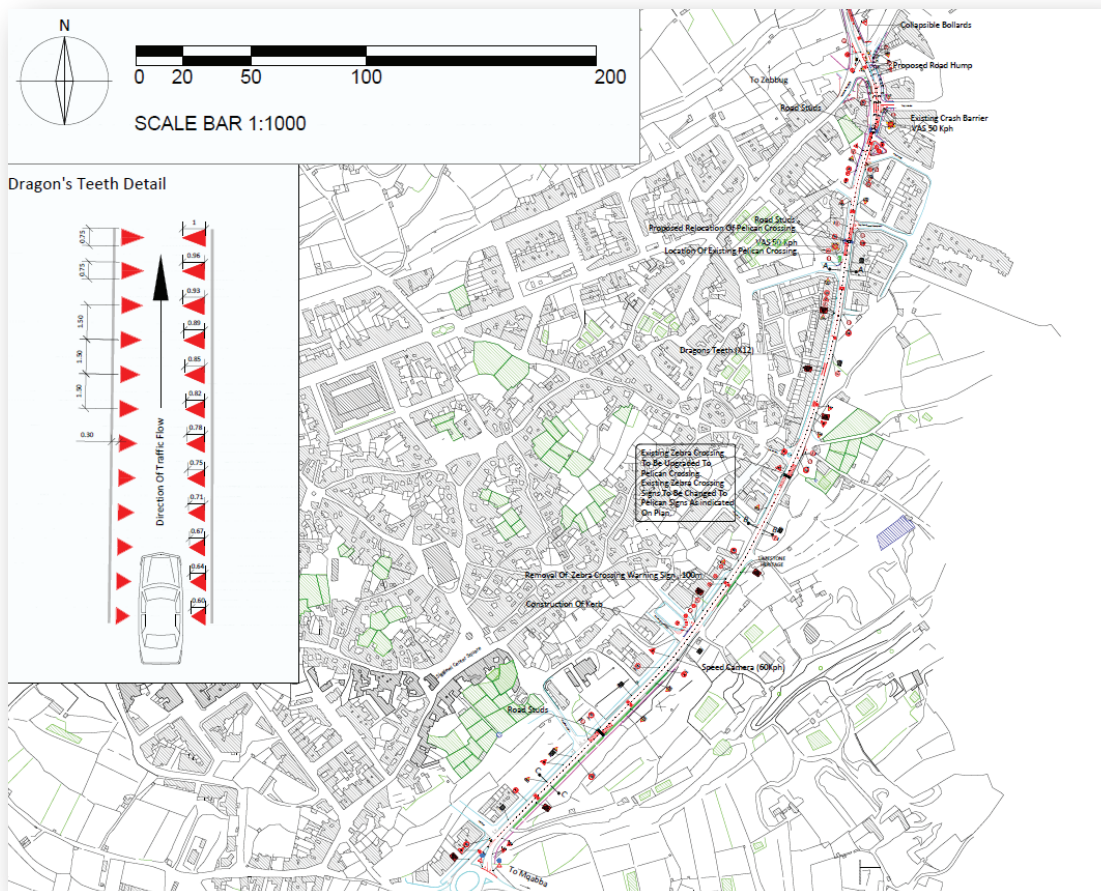 N
0 20 50 100 200
SCALE BAR 1:1000
Dragon's Teeth Detail
0.75
0.75
1.50
1.50
1.50
0.30
1
0.96
0.93
0.89
0.85
0.82
0.78
0.75
0.71
0.67
0.64
0.60
Direction Of Traffic Flow
Collapsible Bollards
Proposed Road Hump
To Zebbug
Road Studs
Existing Crash Barrier
VAS 50 Kph
Road Studs
Proposed Relocation Of Pelican Crossing
VAS 50 Kph
Location Of Existing Pelican Crossing
A
A
Dragons Teeth (X12)
Existing Zebra Crossing
To Be Upgraded To
Pelican Crossing.
Existing Zebra Crossing
Signs To Be Changed To
Pelican Signs As Indicated
On Plan.
B
B
LIMESTONE
HERITAGE
Removal Of Zebra Crossing Warning Sign - 100m
Construction Of Kerb
Speed Camera (60Kph)
Road Studs
C
C
To Mqabba